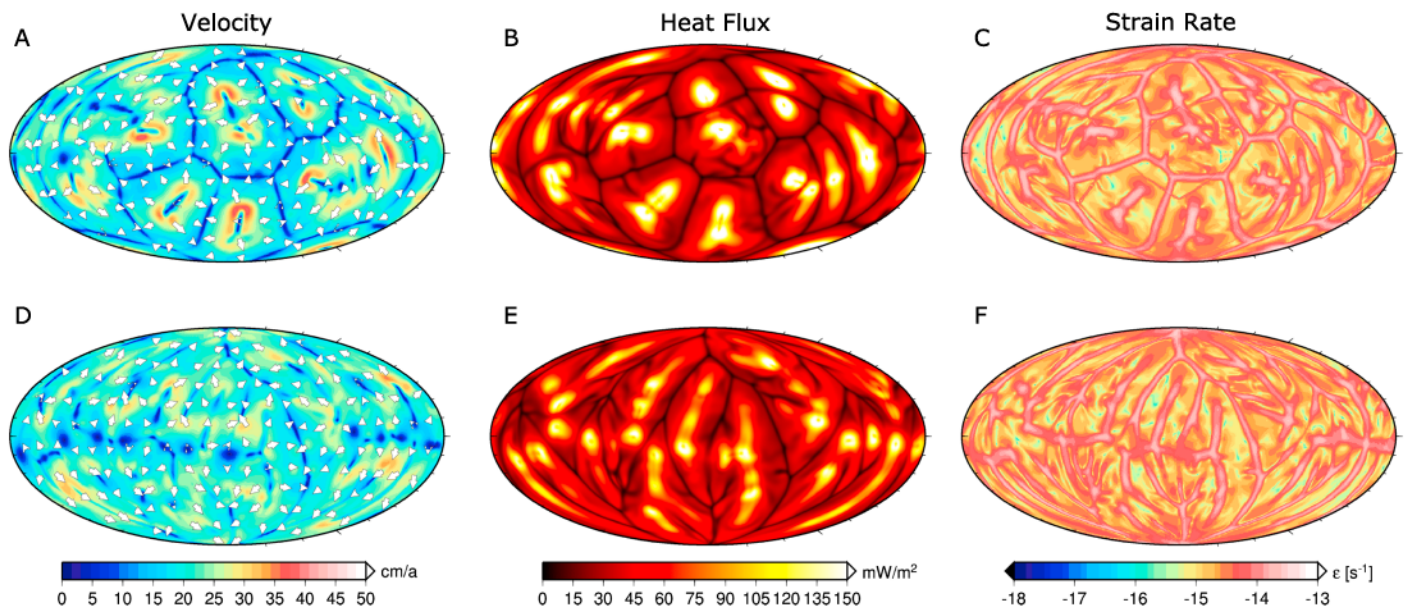 Velocity
Heat Flux
Strain Rate
A
B
C
D
E
F
0 5 10 15 20 25 30 35 40 45 50 cm/a
0 15 30 45 60 75 90 105 120 135 150 mW/m²
-18 -17 -16 -15 -14 -13 ε [s⁻¹]